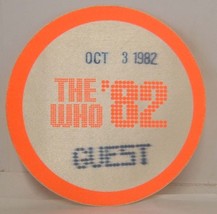 OCT 3 1982
THE WHO '82
GUEST